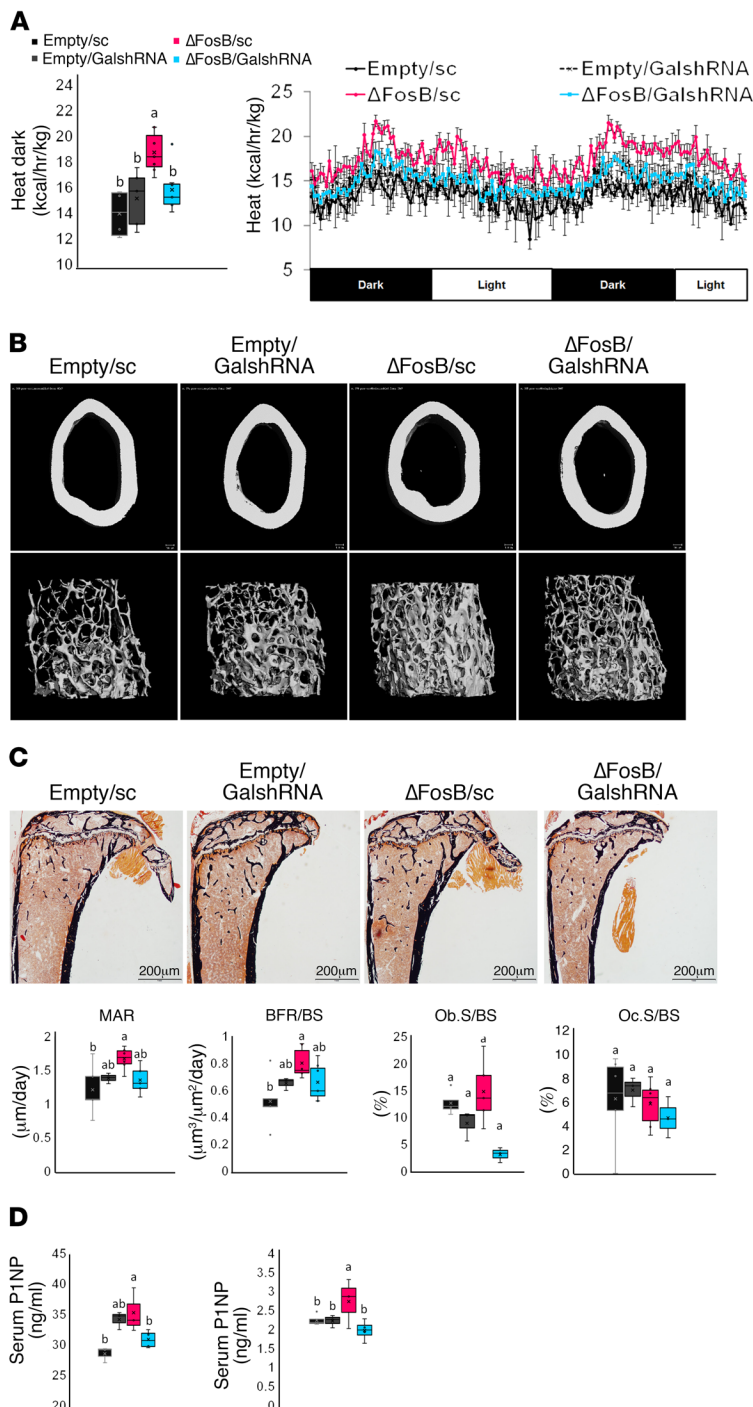 A
Empty/sc
ΔFosB/sc
Empty/GalshRNA
ΔFosB/GalshRNA
Heat dark
(kcal/hr/kg)
24
22
20
18
16
14
12
10
b
b
a
b
Empty/sc
Empty/GalshRNA
ΔFosB/sc
ΔFosB/GalshRNA
Heat (kcal/hr/kg)
25
20
15
10
5
Dark
Light
Dark
Light
B
Empty/sc
Empty/
GalshRNA
ΔFosB/sc
ΔFosB/
GalshRNA
C
Empty/sc
Empty/
GalshRNA
ΔFosB/sc
ΔFosB/
GalshRNA
200μm
200μm
200μm
200μm
MAR
(μm/day)
2
1.5
1
0.5
0
b
ab
a
ab
BFR/BS
(μm³/μm²/day)
1
0.8
0.6
0.4
0.2
0
b
ab
a
ab
Ob.S/BS
(%)
25
20
15
10
5
0
a
a
a
a
Oc.S/BS
(%)
12
10
8
6
4
2
0
a
a
a
a
D
Serum P1NP
(ng/ml)
45
40
35
30
25
20
b
ab
a
b
Serum P1NP
(ng/ml)
4
3.5
3
2.5
2
1.5
1
0.5
0
b
b
a
b